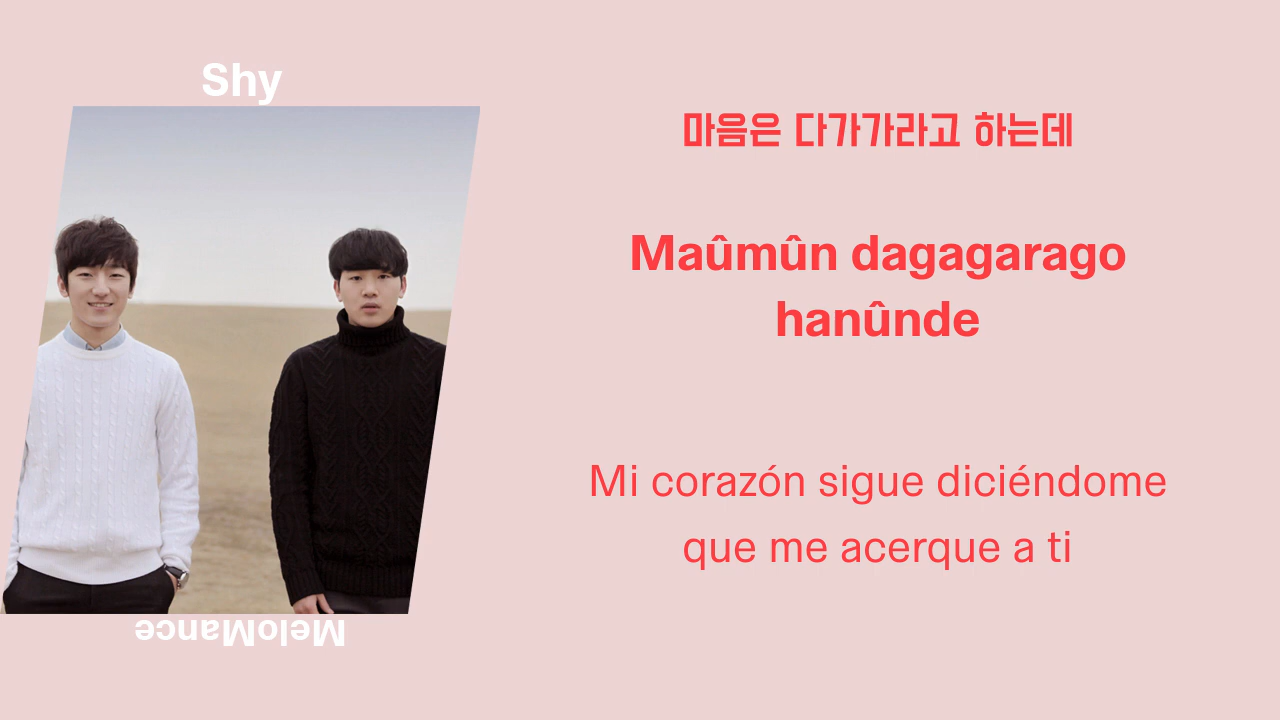 Shy
마음은 다가가라고 하는데
Maûmûn dagagarago
hanûnde
Mi corazón sigue diciéndome
que me acerque a ti
MeloMance